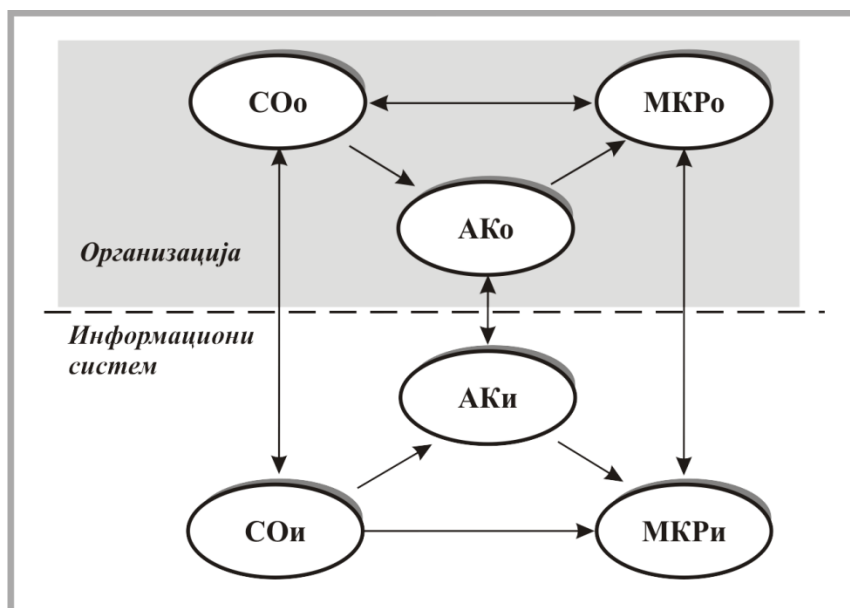 СОо
МКРо
АКо
Организација
Информациони
систем
АКи
СОи
МКРи